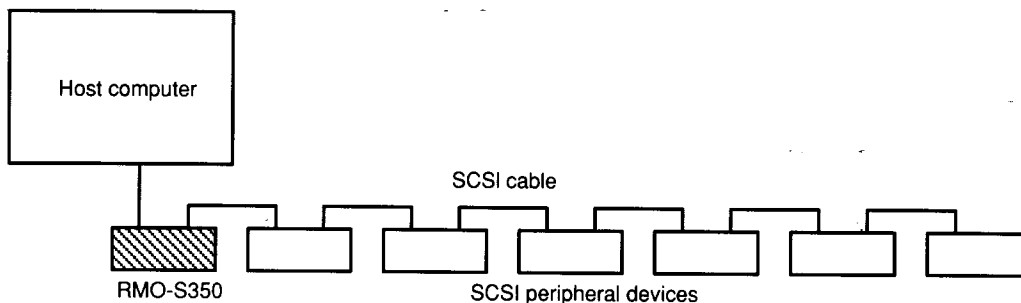 Host computer
SCSI cable
RMO-S350
SCSI peripheral devices